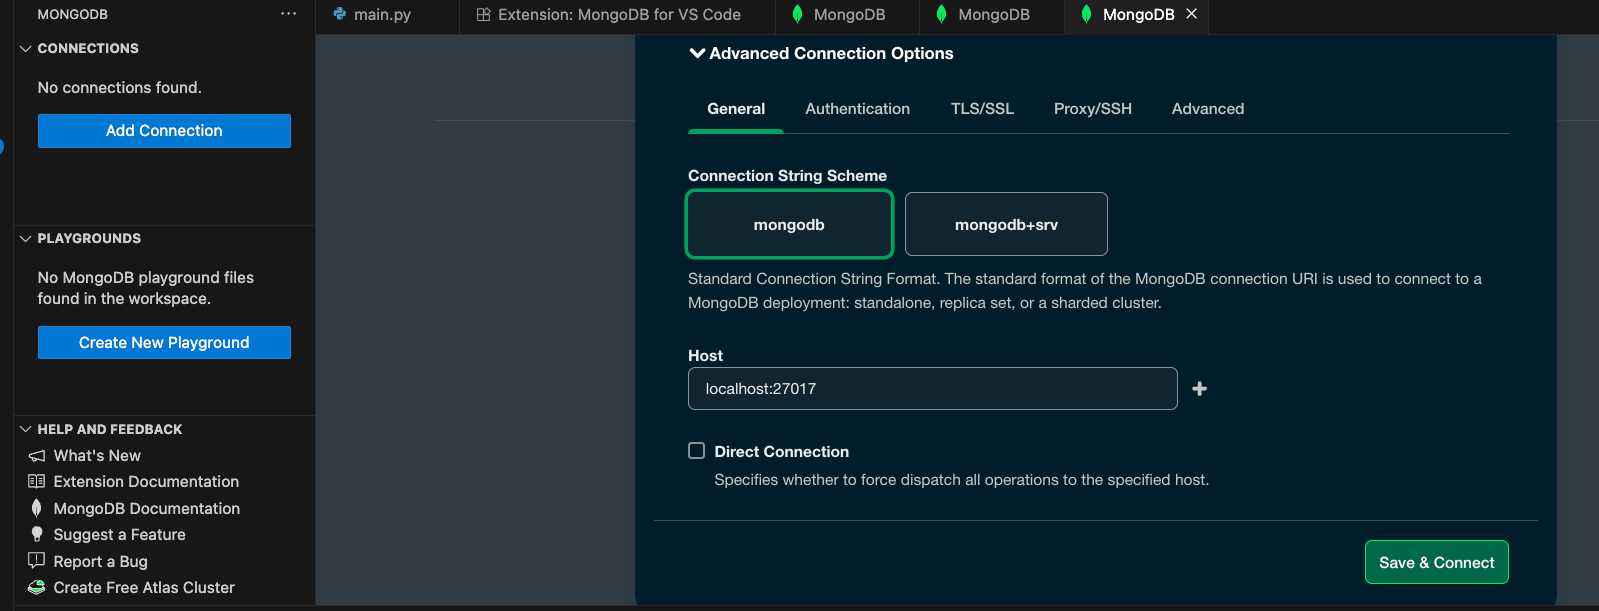 MONGODB
CONNECTIONS
No connections found.
Add Connection
PLAYGROUNDS
No MongoDB playground files
found in the workspace.
Create New Playground
HELP AND FEEDBACK
What's New
Extension Documentation
MongoDB Documentation
Suggest a Feature
Report a Bug
Create Free Atlas Cluster
main.py
Extension: MongoDB for VS Code
MongoDB
MongoDB
MongoDB
Advanced Connection Options
General
Authentication
TLS/SSL
Proxy/SSH
Advanced
Connection String Scheme
mongodb
mongodb+srv
Standard Connection String Format. The standard format of the MongoDB connection URI is used to connect to a
MongoDB deployment: standalone, replica set, or a sharded cluster.
Host
localhost:27017
Direct Connection
Specifies whether to force dispatch all operations to the specified host.
Save & Connect